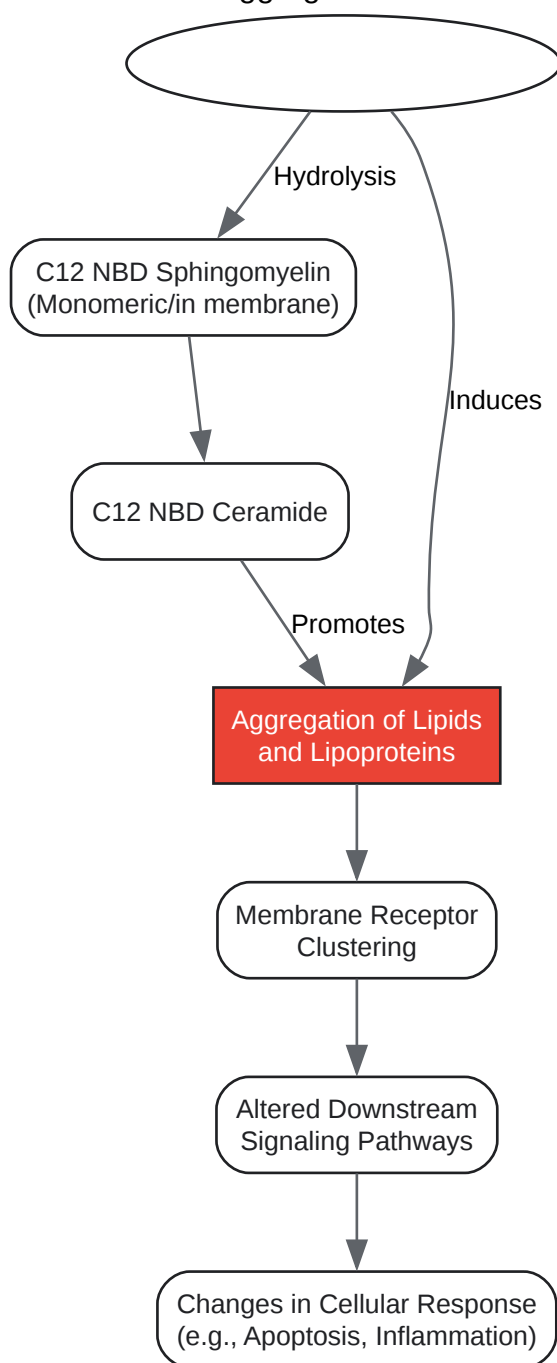 Hydrolysis
C12 NBD Sphingomyelin
(Monomeric/in membrane)
Induces
C12 NBD Ceramide
Promotes
Aggregation of Lipids
and Lipoproteins
Membrane Receptor
Clustering
Altered Downstream
Signaling Pathways
Changes in Cellular Response
(e.g., Apoptosis, Inflammation)